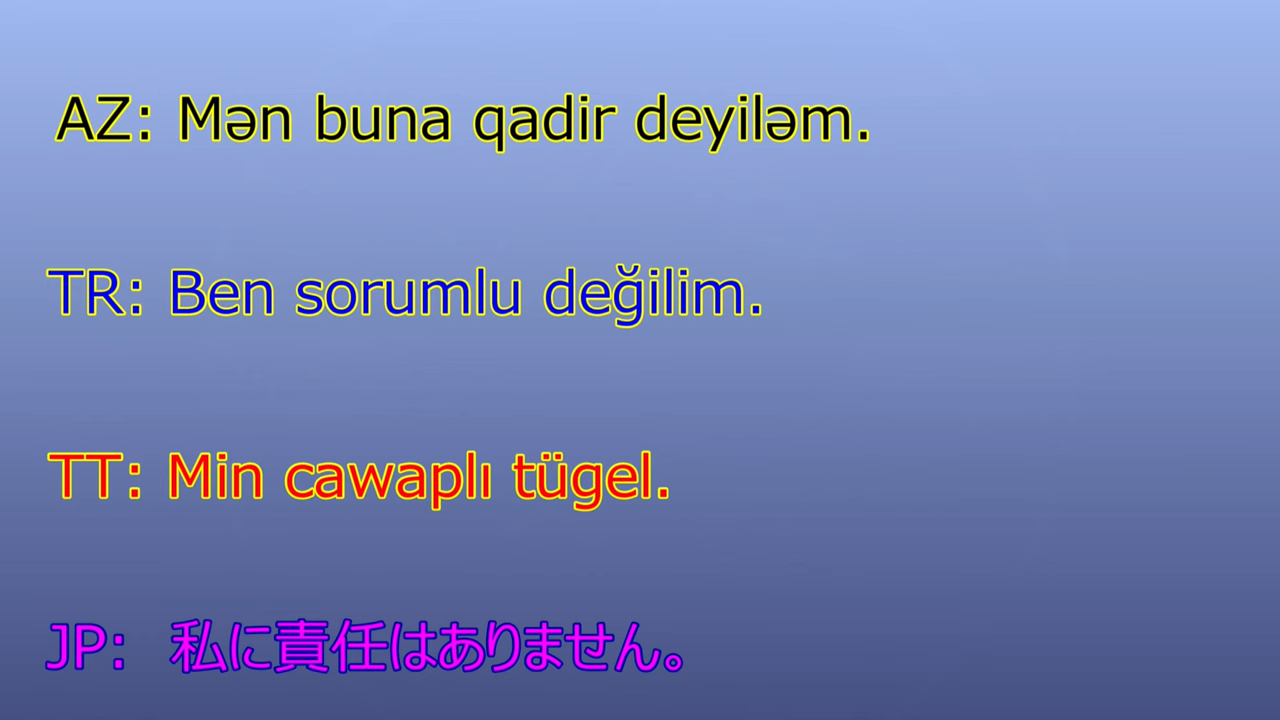 AZ: Mən buna qadir deyiləm.
TR: Ben sorumlu değilim.
TT: Min cawaplı tügel.
JP: 私に責任はありません。